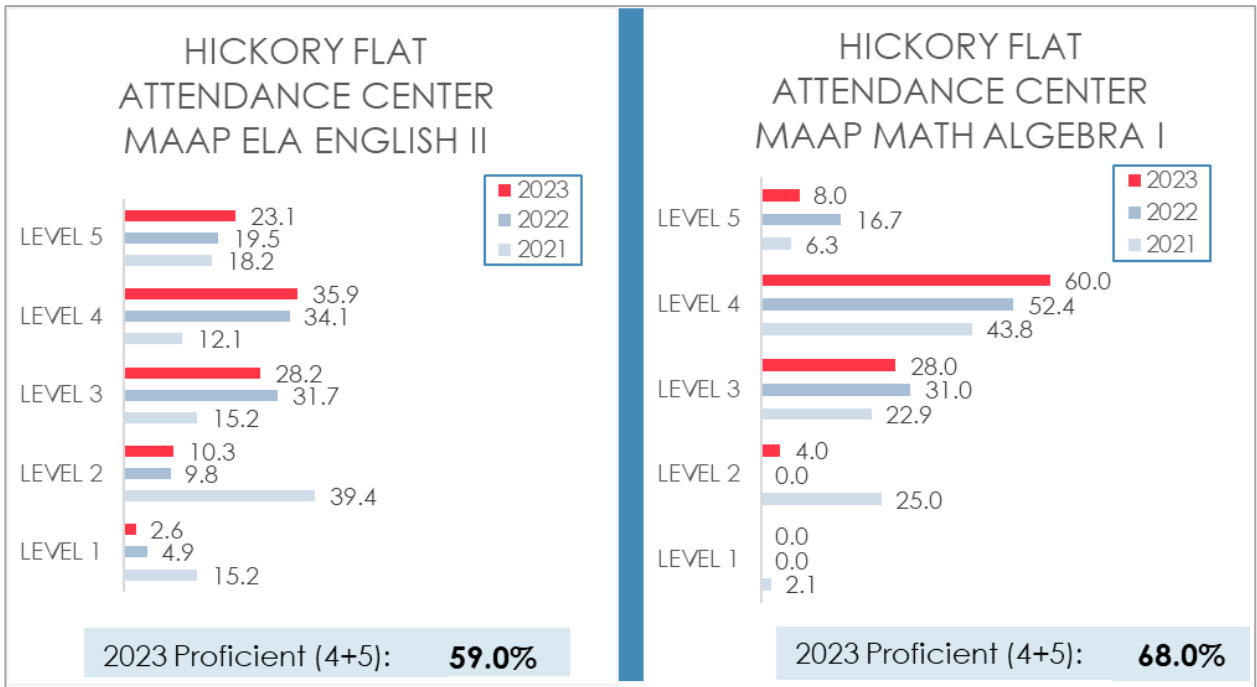 HICKORY FLAT
ATTENDANCE CENTER
MAAP ELA ENGLISH II
2023
2022
2021
LEVEL 5
23.1
19.5
18.2
LEVEL 4
35.9
34.1
12.1
LEVEL 3
28.2
31.7
15.2
LEVEL 2
10.3
9.8
39.4
LEVEL 1
2.6
4.9
15.2
2023 Proficient (4+5): 59.0%
HICKORY FLAT
ATTENDANCE CENTER
MAAP MATH ALGEBRA I
2023
2022
2021
LEVEL 5
8.0
16.7
6.3
LEVEL 4
60.0
52.4
43.8
LEVEL 3
28.0
31.0
22.9
LEVEL 2
4.0
0.0
25.0
LEVEL 1
0.0
0.0
2.1
2023 Proficient (4+5): 68.0%